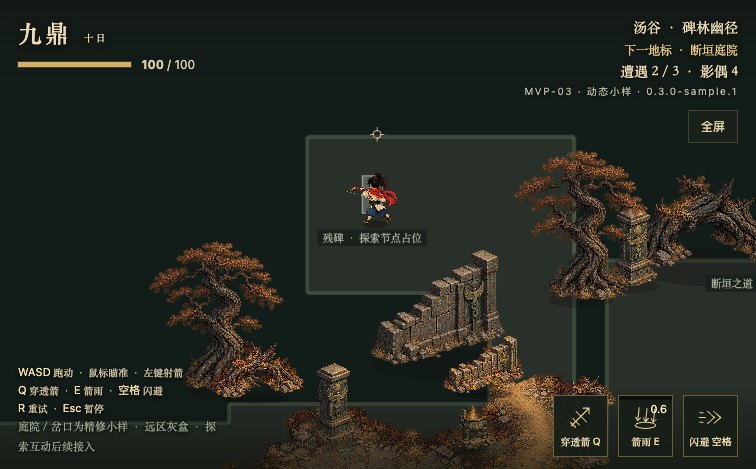 九鼎 十日
100 / 100
汤谷 · 碑林幽径
下一地标 · 断垣庭院
遭遇 2 / 3 · 影偶 4
MVP-03 · 动态小样 · 0.3.0-sample.1
全屏
残碑 · 探索节点占位
断垣之道
WASD 跑动 · 鼠标瞄准 · 左键射箭
Q 穿透箭 · E 箭雨 · 空格 闪避
R 重试 · Esc 暂停
庭院 / 岔口为精修小样 · 远区灰盒 · 探
索互动后续接入
穿透箭 Q
0.6
箭雨 E
闪避 空格